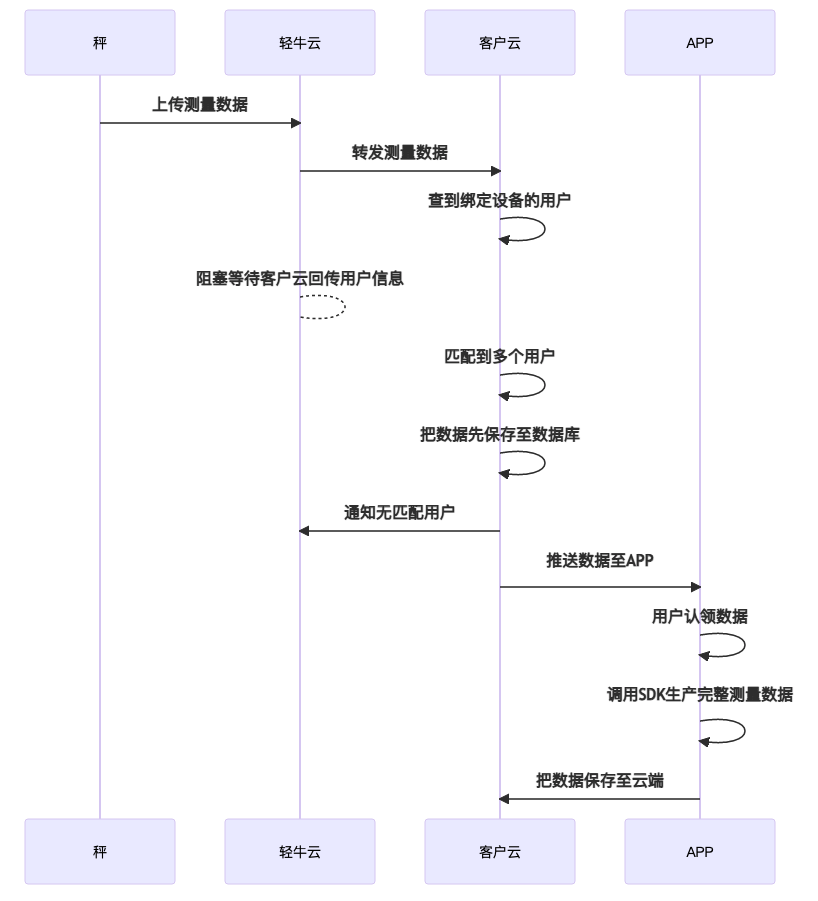 秤
轻牛云
客户云
APP
上传测量数据
转发测量数据
查到绑定设备的用户
阻塞等待客户云回传用户信息
匹配到多个用户
把数据先保存至数据库
通知无匹配用户
推送数据至APP
用户认领数据
调用SDK生产完整测量数据
把数据保存至云端
秤
轻牛云
客户云
APP